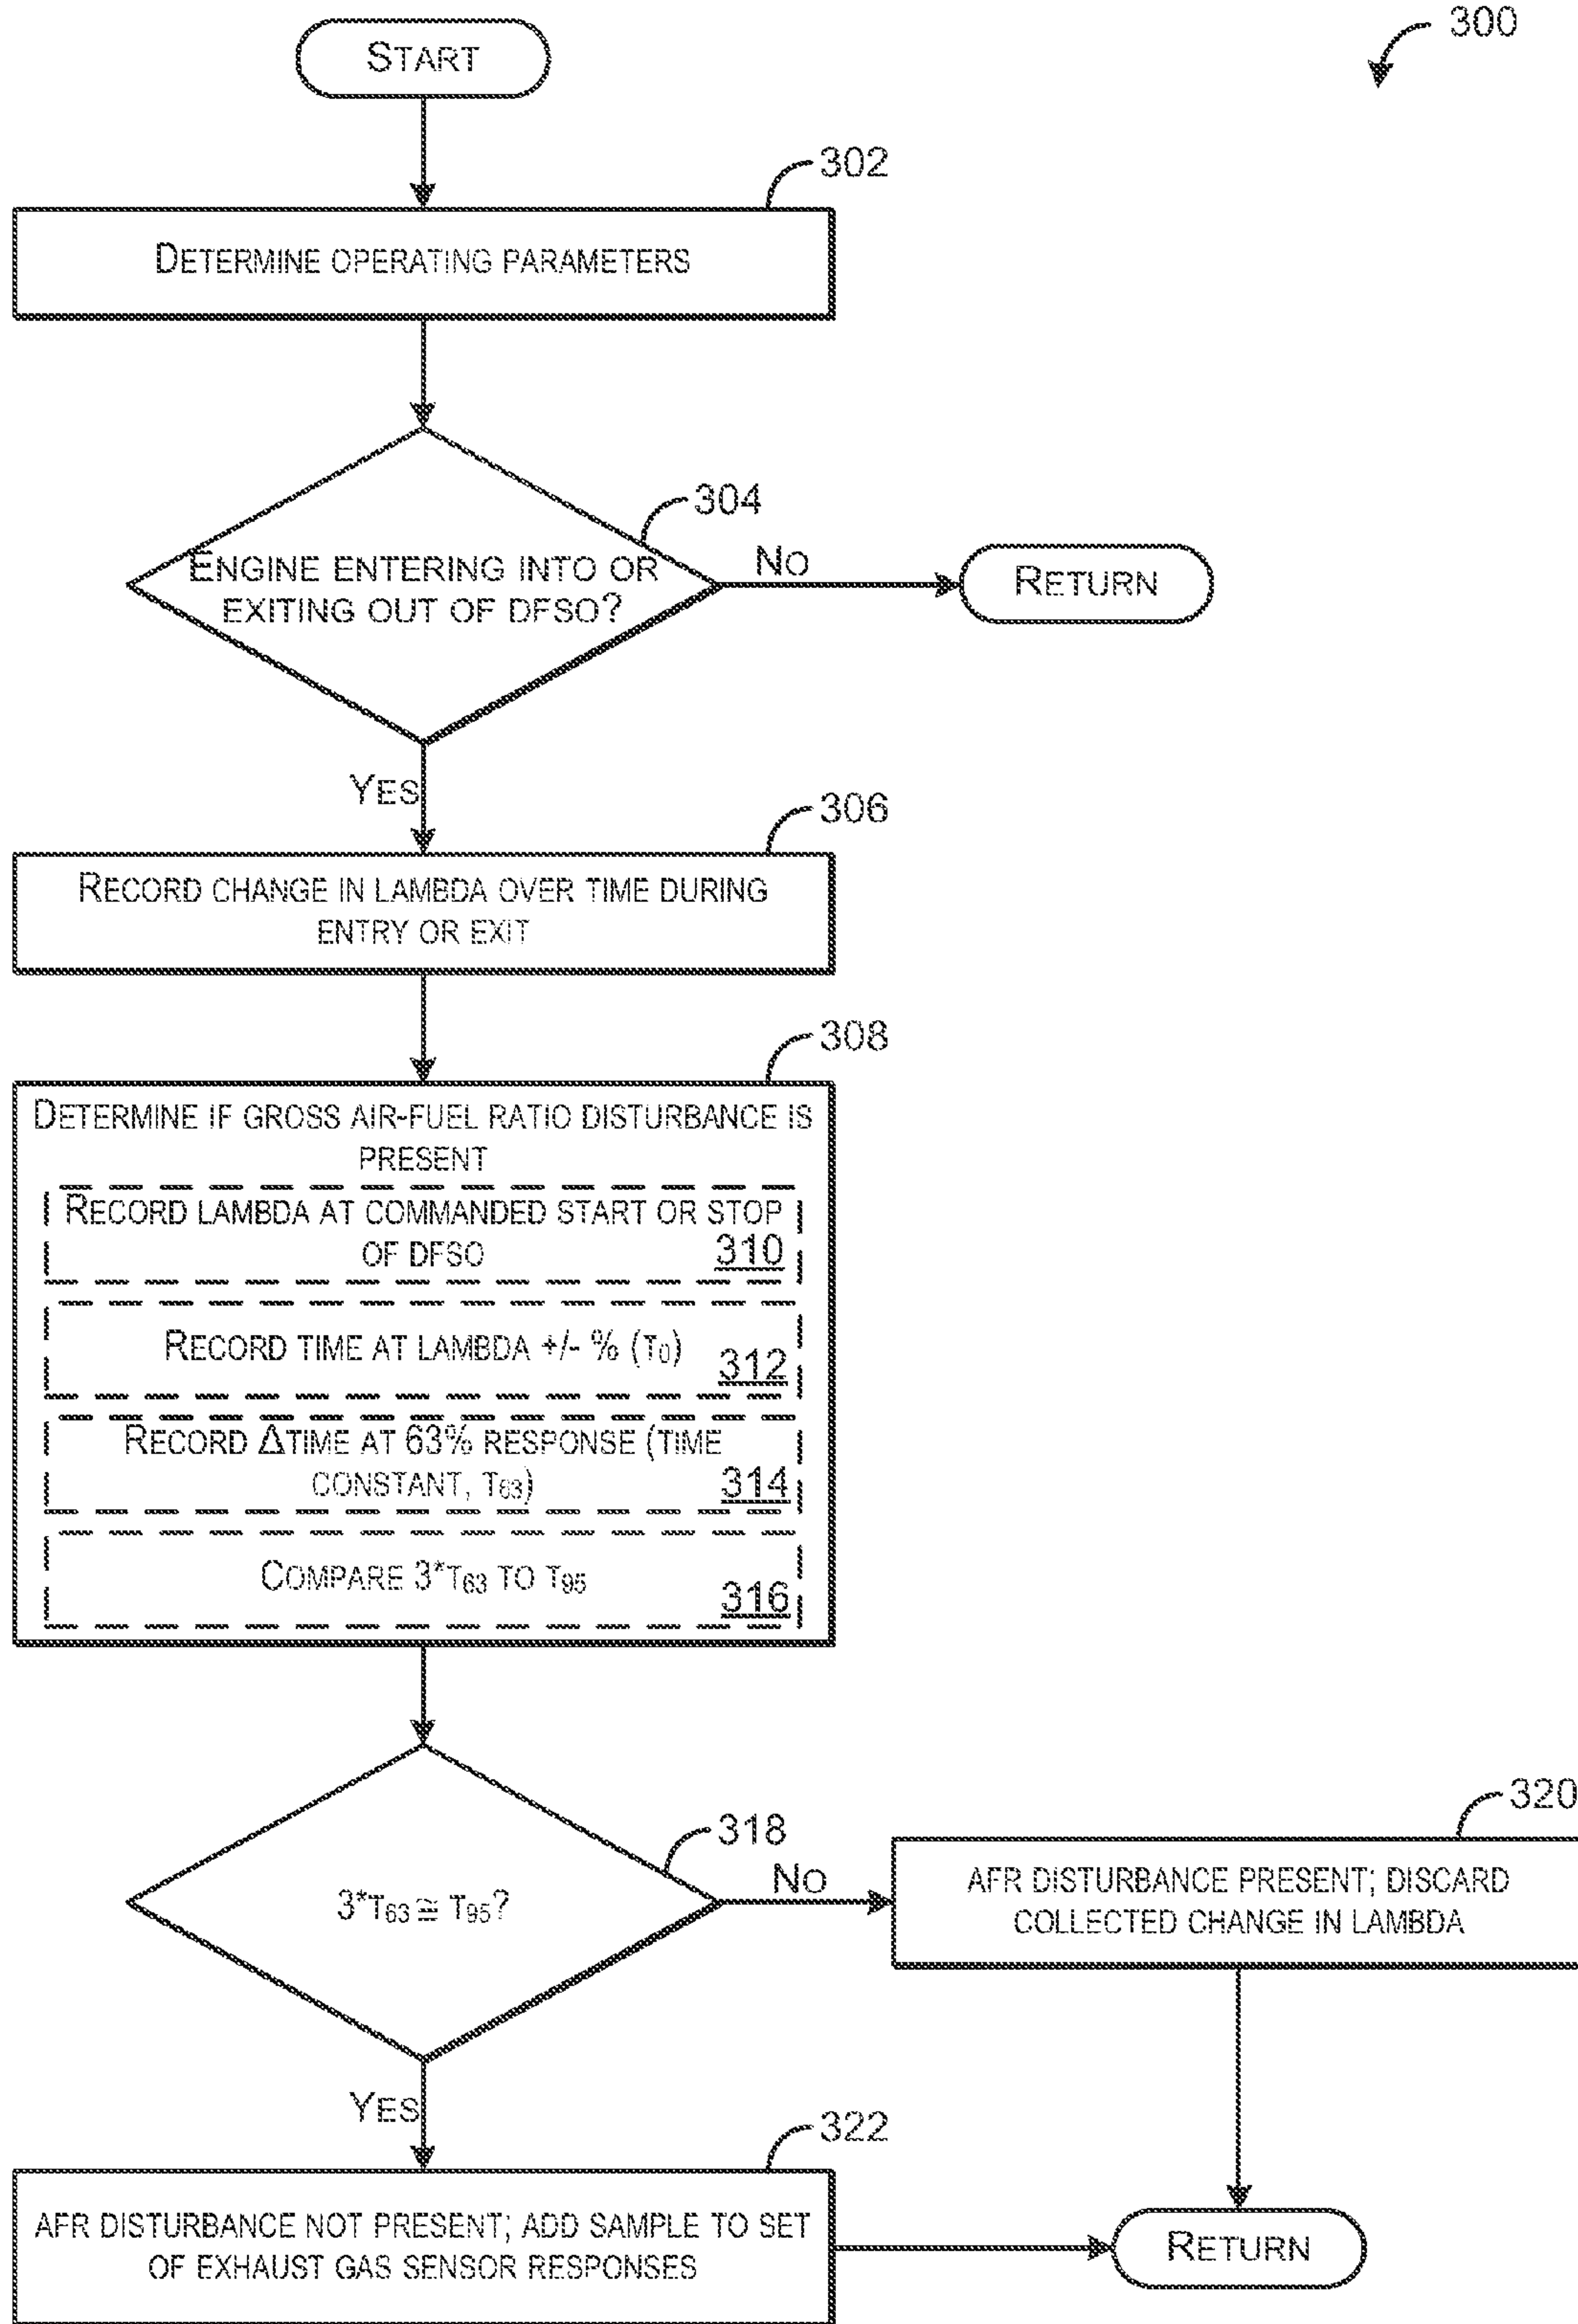 START
300
302
DETERMINE OPERATING PARAMETERS
304
ENGINE ENTERING INTO OR
EXITING OUT OF DFSO?
NO
RETURN
YES
306
RECORD CHANGE IN LAMBDA OVER TIME DURING
ENTRY OR EXIT
308
DETERMINE IF GROSS AIR-FUEL RATIO DISTURBANCE IS
PRESENT
RECORD LAMBDA AT COMMANDED START OR STOP
OF DFSO 310
RECORD TIME AT LAMBDA +/- % (T₀) 312
RECORD ΔTIME AT 63% RESPONSE (TIME
CONSTANT, T₆₃) 314
COMPARE 3*T₆₃ TO T₉₅ 316
318
3*T₆₃ ≅ T₉₅?
NO
320
AFR DISTURBANCE PRESENT; DISCARD
COLLECTED CHANGE IN LAMBDA
YES
322
AFR DISTURBANCE NOT PRESENT; ADD SAMPLE TO SET
OF EXHAUST GAS SENSOR RESPONSES
RETURN